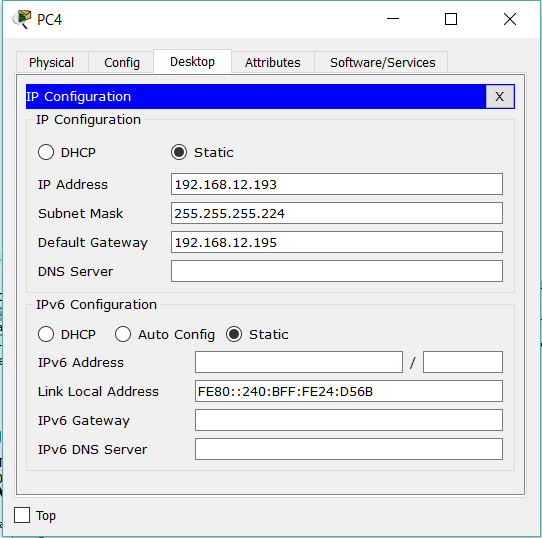 PC4
Physical Config Desktop Attributes Software/Services
IP Configuration X
IP Configuration
DHCP Static
IP Address 192.168.12.193
Subnet Mask 255.255.255.224
Default Gateway 192.168.12.195
DNS Server
IPv6 Configuration
DHCP Auto Config Static
IPv6 Address /
Link Local Address FE80::240:BFF:FE24:D56B
IPv6 Gateway
IPv6 DNS Server
Top